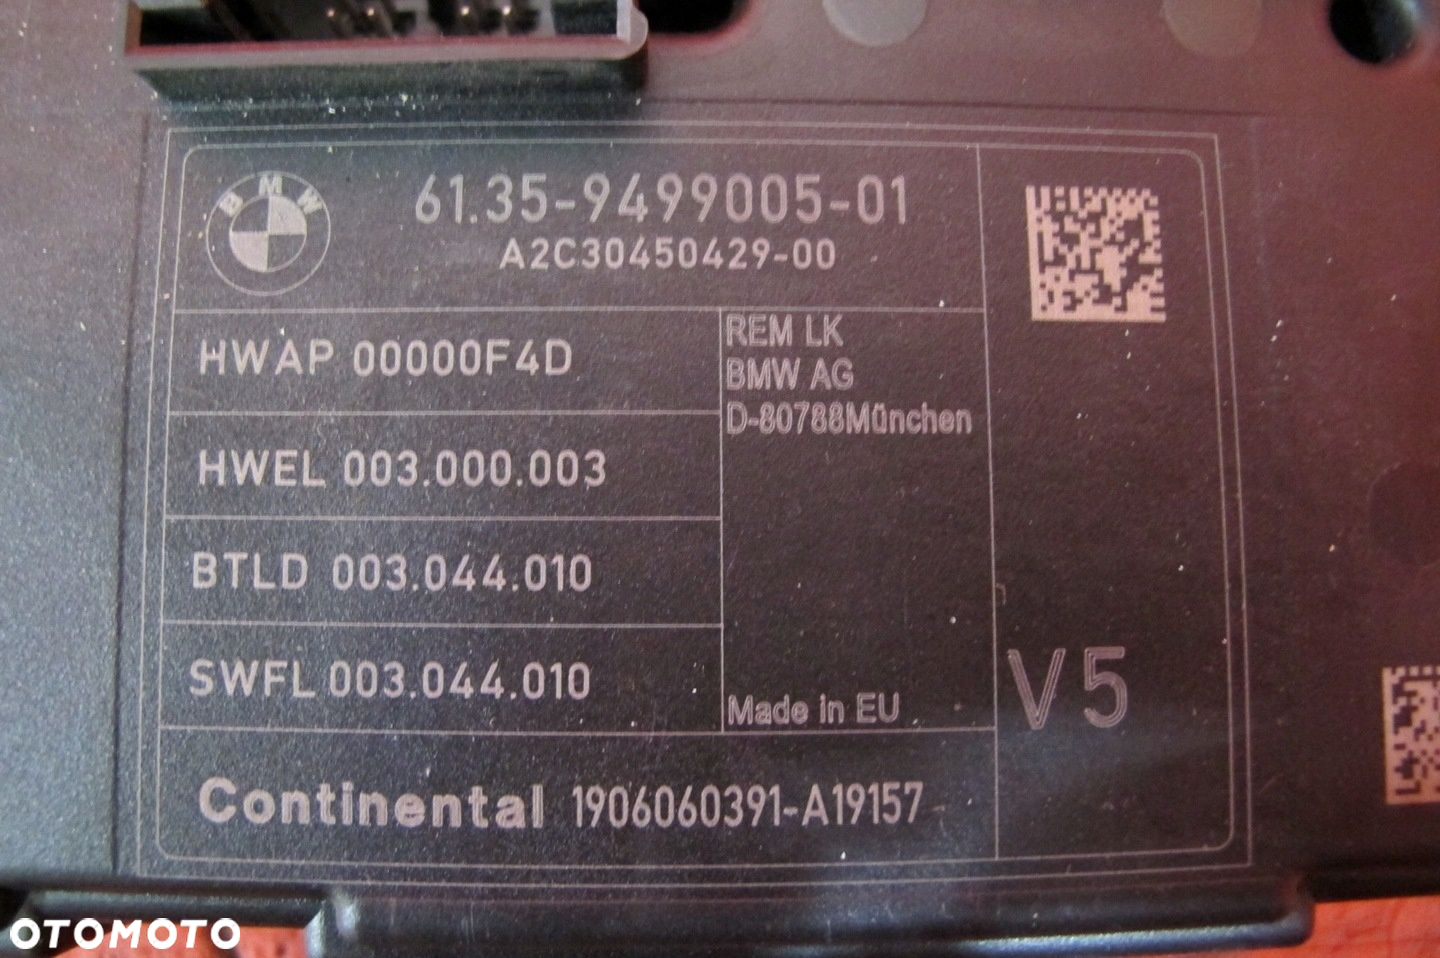 BMW
61.35-9499005-01
A2C30450429-00
HWAP 00000F4D
REM LK
BMW AG
D-80788München
HWEL 003.000.003
BTLD 003.044.010
SWFL 003.044.010
Made in EU
V5
Continental 1906060391-A19157
OTOMOTO